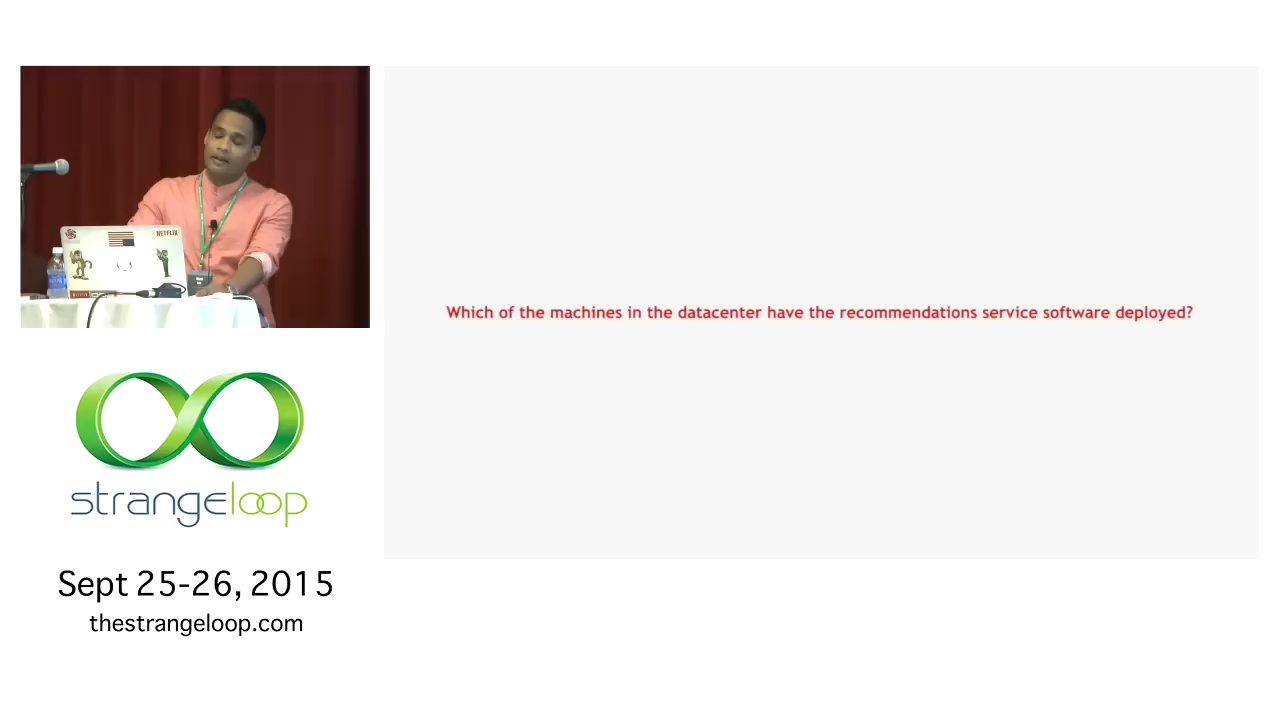 NETFLIX
Which of the machines in the datacenter have the recommendations service software deployed?
strangeloop
Sept 25-26, 2015
thestrangeloop.com